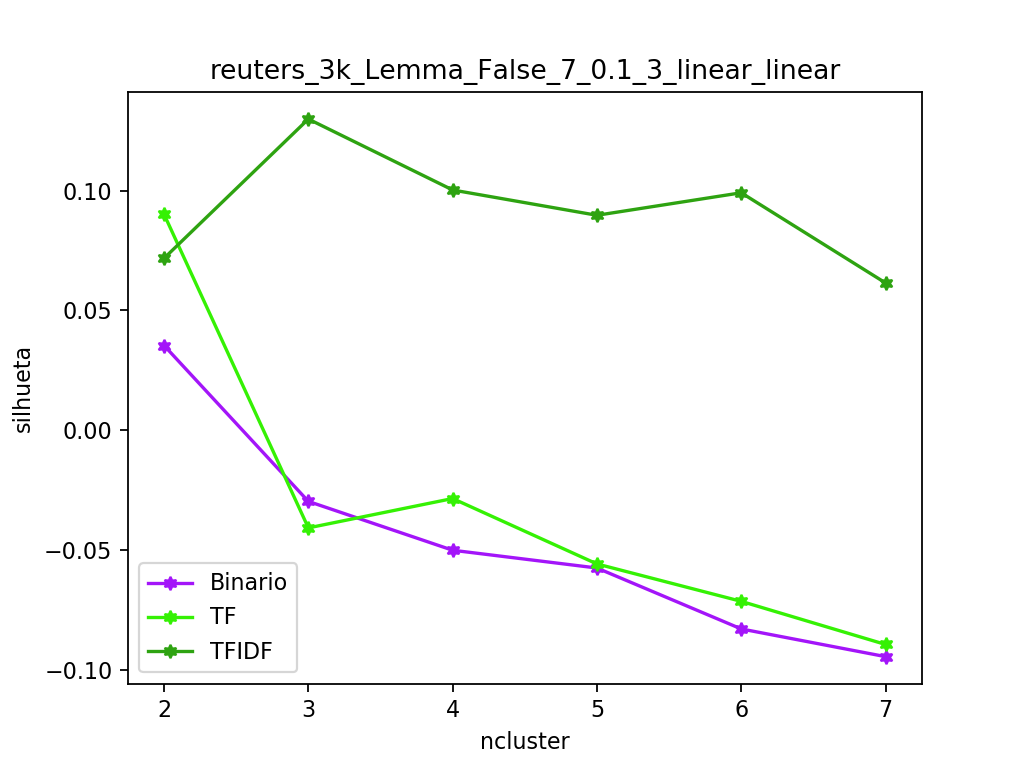 reuters_3k_Lemma_False_7_0.1_3_linear_linear
0.10
0.05
0.00
−0.05
−0.10
silhueta
Binario
TF
TFIDF
2 3 4 5 6 7
ncluster